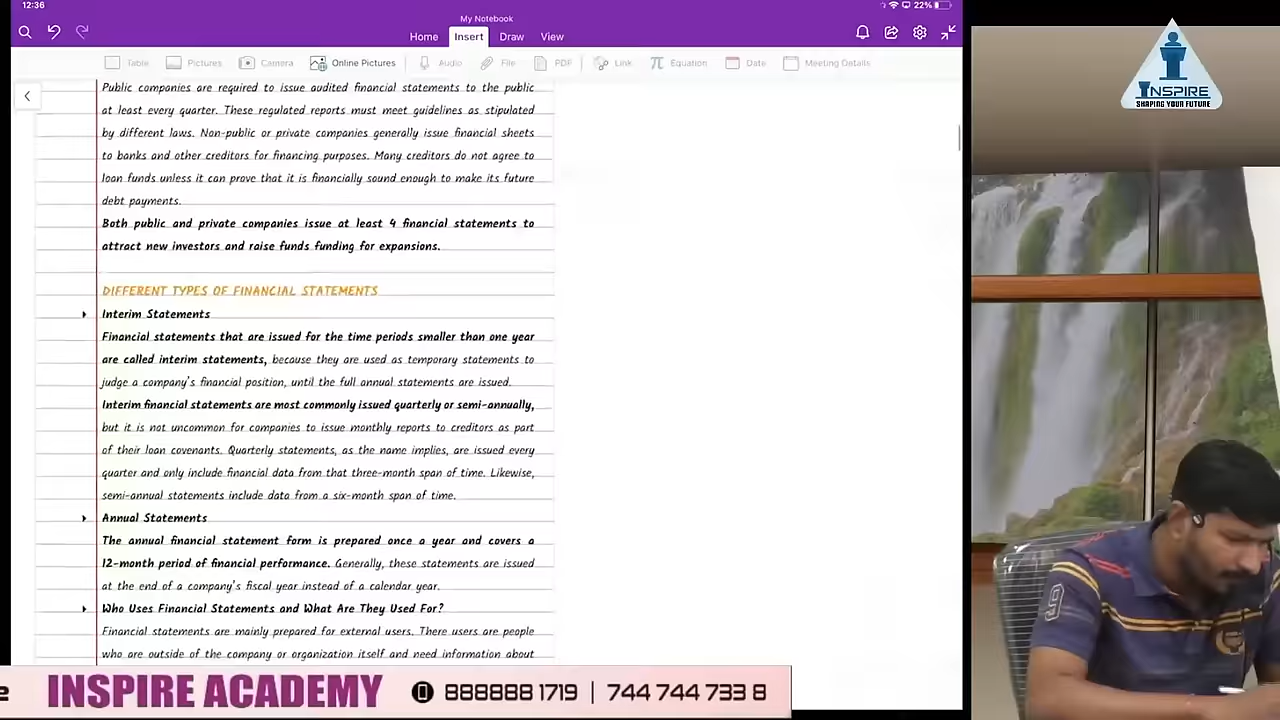 12:36
22%
My Notebook
Home Insert Draw View
Table Pictures Camera Online Pictures Audio File PDF Link Equation Date Meeting Details
Public companies are required to issue audited financial statements to the public
at least every quarter. These regulated reports must meet guidelines as stipulated
by different laws. Non-public or private companies generally issue financial sheets
to banks and other creditors for financing purposes. Many creditors do not agree to
loan funds unless it can prove that it is financially sound enough to make its future
debt payments.
Both public and private companies issue at least 4 financial statements to
attract new investors and raise funds funding for expansions.
DIFFERENT TYPES OF FINANCIAL STATEMENTS
Interim Statements
Financial statements that are issued for the time periods smaller than one year
are called interim statements, because they are used as temporary statements to
judge a company's financial position, until the full annual statements are issued.
Interim financial statements are most commonly issued quarterly or semi-annually,
but it is not uncommon for companies to issue monthly reports to creditors as part
of their loan covenants. Quarterly statements, as the name implies, are issued every
quarter and only include financial data from that three-month span of time. Likewise,
semi-annual statements include data from a six-month span of time.
Annual Statements
The annual financial statement form is prepared once a year and covers a
12-month period of financial performance. Generally, these statements are issued
at the end of a company's fiscal year instead of a calendar year.
Who Uses Financial Statements and What Are They Used For?
Financial statements are mainly prepared for external users. There users are people
who are outside of the company or organization itself and need information about
INSPIRE
SHAPING YOUR FUTURE
9
e INSPIRE ACADEMY 888888 1719 | 744 744 733 8